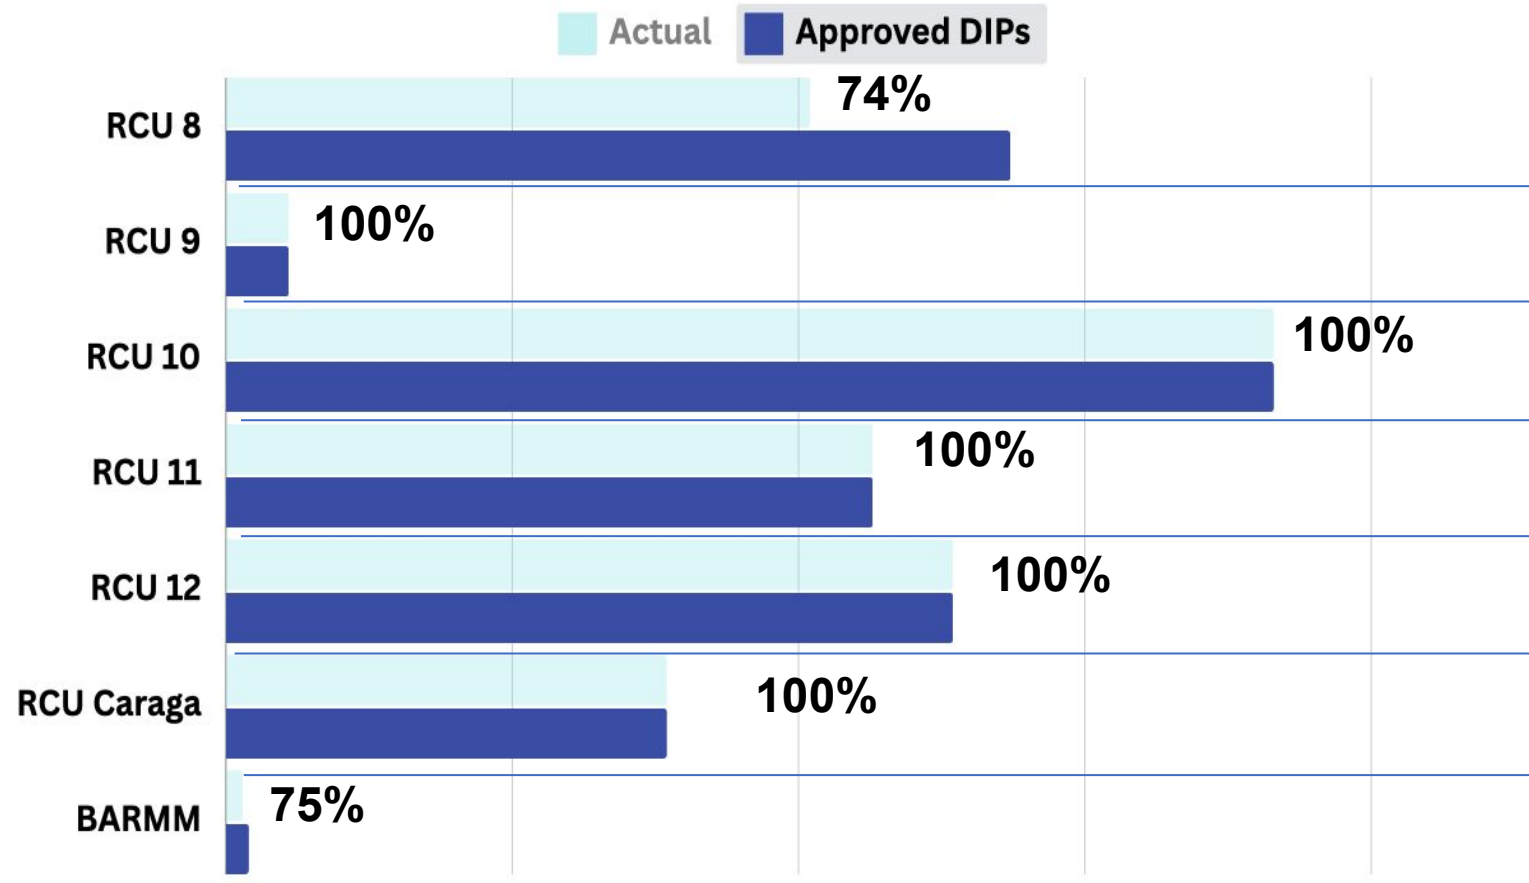 Actual Approved DIPs
RCU 8 74%
RCU 9 100%
RCU 10 100%
RCU 11 100%
RCU 12 100%
RCU Caraga 100%
BARMM 75%